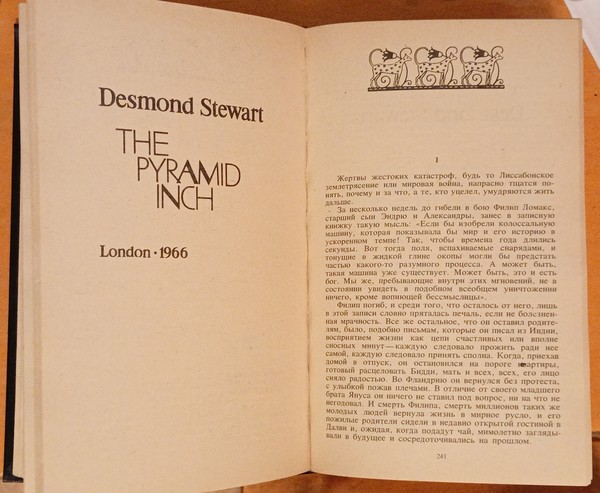 Desmond Stewart
THE
PYRAMID
INCH
London · 1966
I
Жертвы жестоких катастроф, будь то Лиссабонское
землетрясение или мировая война, напрасно тщатся по-
нять, почему и за что, а те, кто уцелел, умудряются жить
дальше.
За несколько недель до гибели в бою Филип Ломакс,
старший сын Эндрю и Александры, занес в записную
книжку такую мысль: «Если бы изобрели колоссальную
машину, которая показывала бы мир и его историю в
ускоренном темпе! Так, чтобы времена года длились
секунды. Вот тогда поля, вспахиваемые снарядами, и
тонущие в жидкой глине окопы могли бы предстать
частью какого-то разумного процесса. А может быть,
такая машина уже существует. Может быть, это и есть
бог. Мы же, пребывающие внутри этих мгновений, не в
состоянии увидеть в подобном всеобщем уничтожении
ничего, кроме вопиющей бессмыслицы».
Филип погиб, и среди того, что осталось от него, лишь
в этой записи словно пряталась печаль, если не болезнен-
ная мрачность. Все же остальное, что он оставил родите-
лям, было, подобно письмам, которые он писал из Индии,
восприятием жизни как цепи счастливых или вполне
сносных минут — каждую следовало прожить ради нее
самой, каждую следовало принять сполна. Когда, приехав
домой в отпуск, он остановился на пороге квартиры,
готовый расцеловать Бидди, мать и всех, всех, его лицо
сияло радостью. Во Фландрию он вернулся без протеста,
с улыбкой пожав плечами. В отличие от своего младшего
брата Януса он ничего не ставил под вопрос, ни на что не
негодовал. И смерть Филипа, смерть миллионов таких же
молодых людей вернула жизнь в мирное русло, и его
пожилые родители сидели в недавно открытой гостиной в
Далви и, ожидая, когда подадут чай, мимолетно загляды-
вали в будущее и сосредоточивались на прошлом.
241